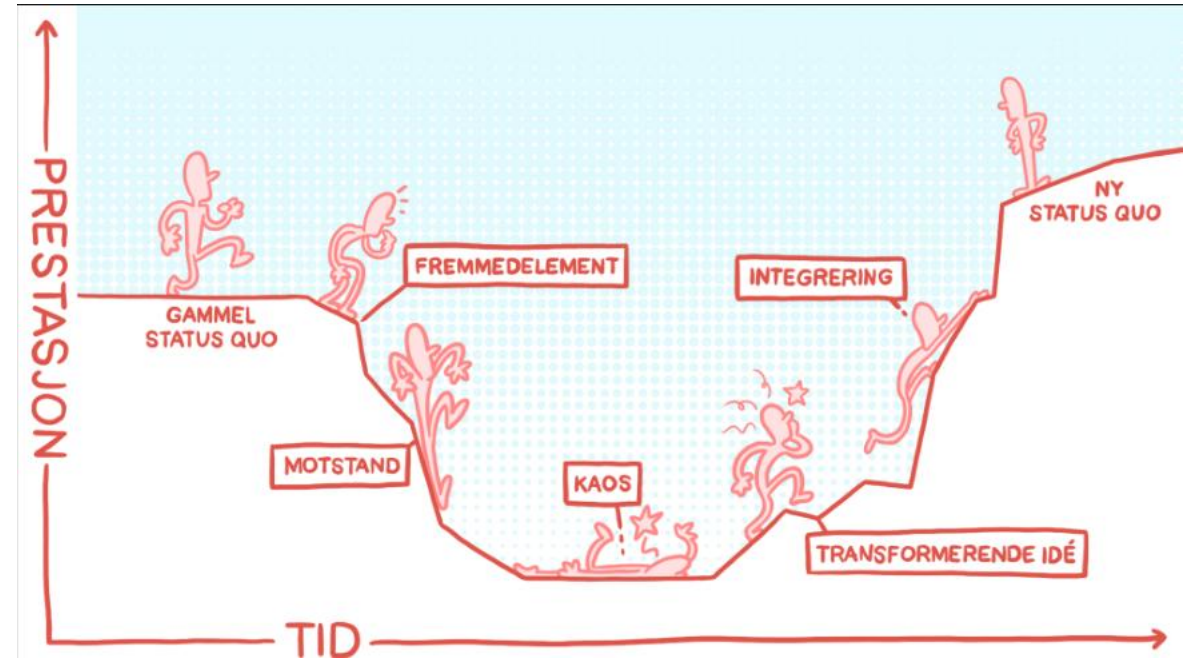 PRESTASJON
GAMMEL
STATUS QUO
FREMMEDELEMENT
MOTSTAND
KAOS
TRANSFORMERENDE IDÉ
INTEGRERING
NY
STATUS QUO
TID